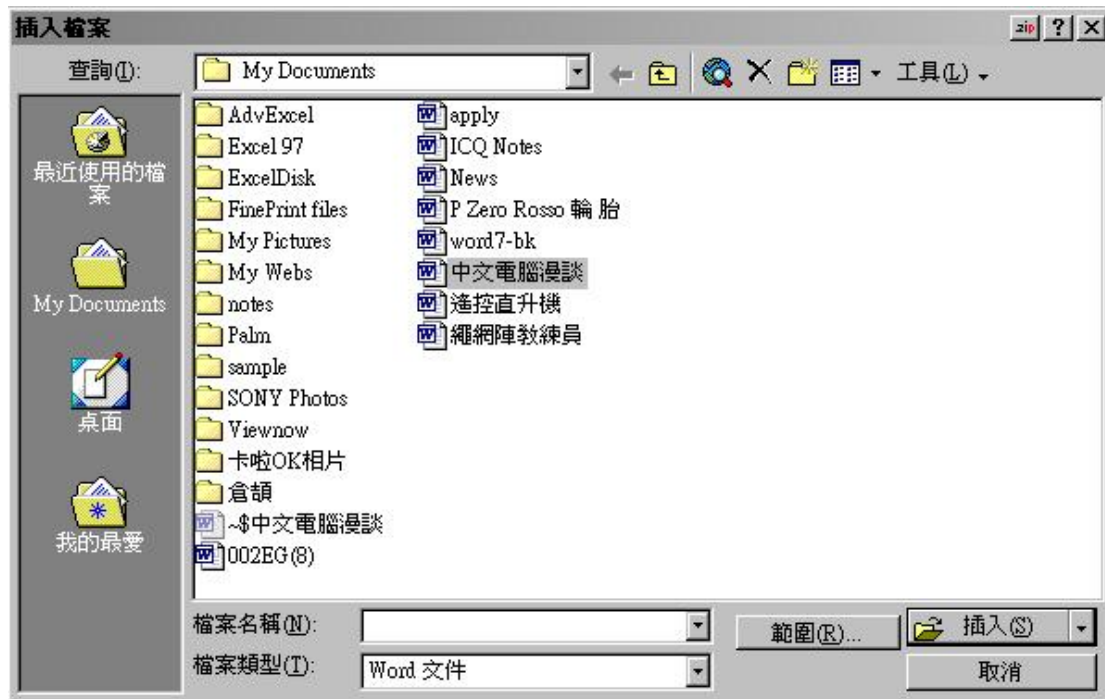 插入檔案
zip ? X
查詢(I):
My Documents
工具(L)
最近使用的檔
案
My Documents
桌面
我的最愛
AdvExcel
Excel 97
ExcelDisk
FinePrint files
My Pictures
My Webs
notes
Palm
sample
SONY Photos
Viewnow
卡啦OK相片
倉頡
~$中文電腦漫談
002EG(8)
apply
ICQ Notes
News
P Zero Rosso 輪 胎
word7-bk
中文電腦漫談
遙控直升機
繩網陣教練員
檔案名稱(N):
範圍(R)...
插入(S)
檔案類型(T):
Word 文件
取消